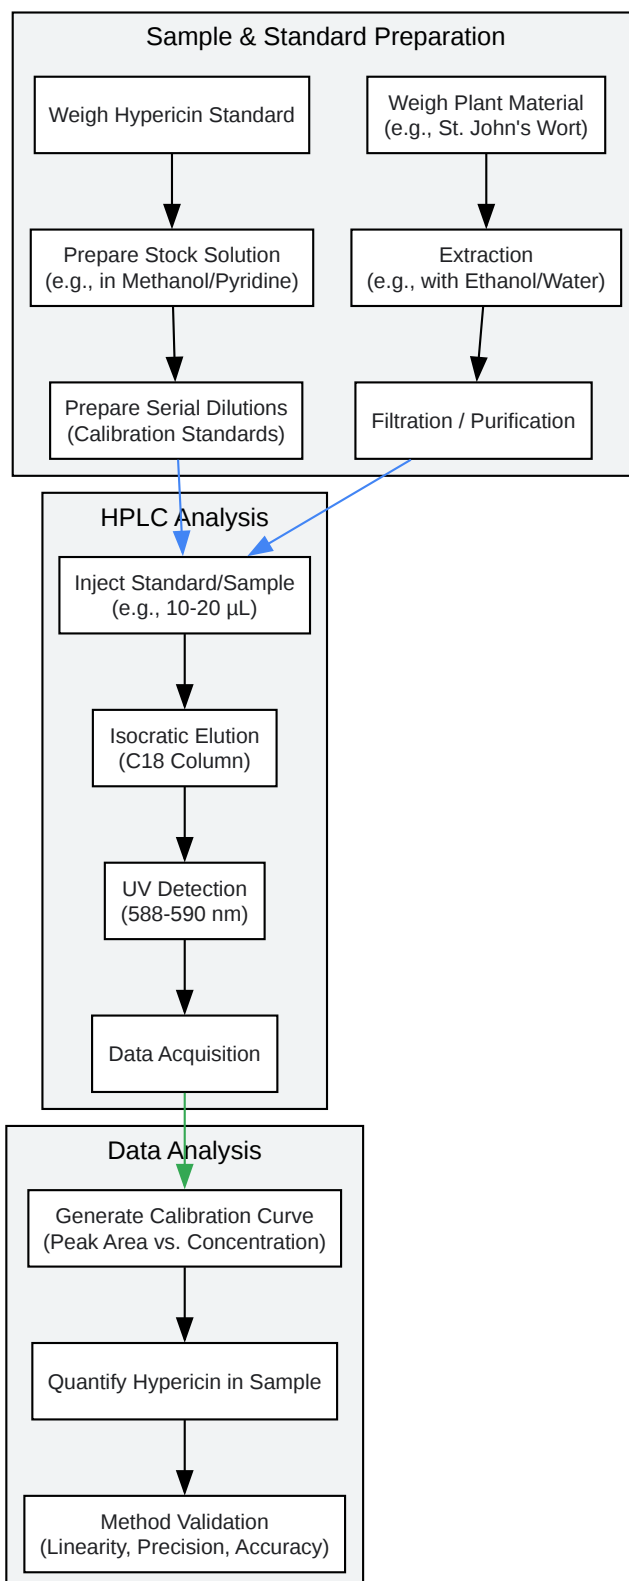 Sample & Standard Preparation
Weigh Hypericin Standard
Weigh Plant Material
(e.g., St. John's Wort)
Prepare Stock Solution
(e.g., in Methanol/Pyridine)
Extraction
(e.g., with Ethanol/Water)
Prepare Serial Dilutions
(Calibration Standards)
Filtration / Purification
HPLC Analysis
Inject Standard/Sample
(e.g., 10-20 µL)
Isocratic Elution
(C18 Column)
UV Detection
(588-590 nm)
Data Acquisition
Data Analysis
Generate Calibration Curve
(Peak Area vs. Concentration)
Quantify Hypericin in Sample
Method Validation
(Linearity, Precision, Accuracy)